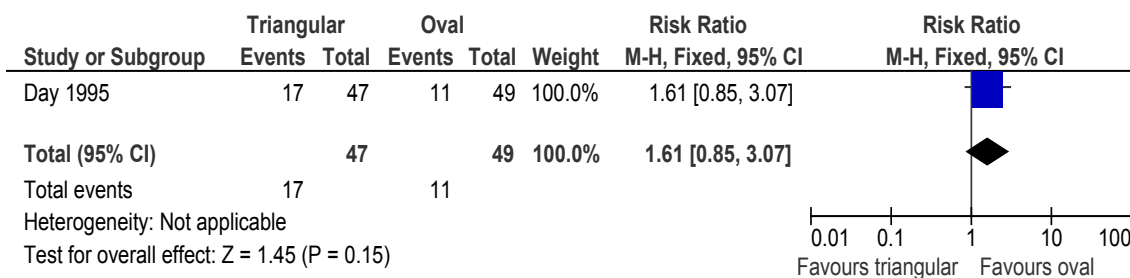 Triangular Oval Risk Ratio Risk Ratio
Study or Subgroup Events Total Events Total Weight M-H, Fixed, 95% CI M-H, Fixed, 95% CI
Day 1995 17 47 11 49 100.0% 1.61 [0.85, 3.07]
Total (95% CI) 47 49 100.0% 1.61 [0.85, 3.07]
Total events 17 11
Heterogeneity: Not applicable
Test for overall effect: Z = 1.45 (P = 0.15)
0.01 0.1 1 10 100
Favours triangular Favours oval